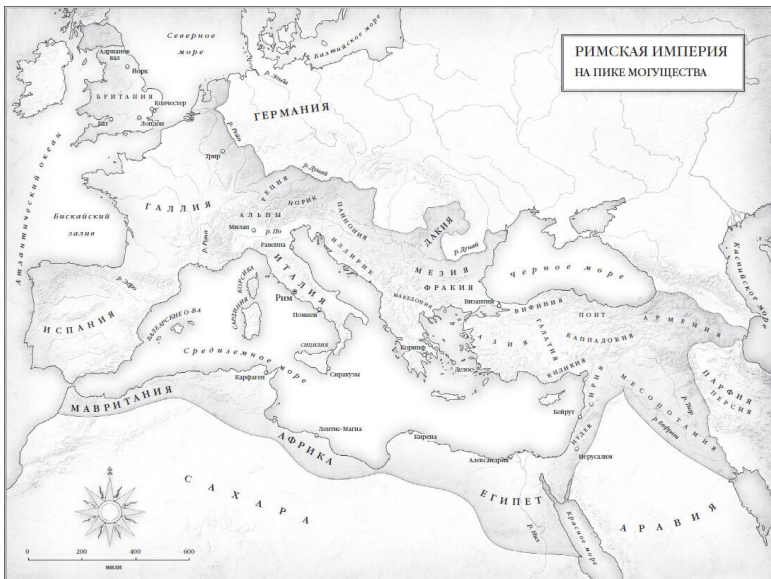 РИМСКАЯ ИМПЕРИЯ
НА ПИКЕ МОГУЩЕСТВА
Северное
море
Балтийское море
Адрианов
вал
Йорк
БРИТАНИЯ
Колчестер
Бат
Лондон
Атлантический океан
р. Эльба
ГЕРМАНИЯ
р. Рейн
Трир
р. Дунай
Бискайский
залив
ГАЛЛИЯ
РЕЦИЯ
НОРИК
ПАННОНИЯ
АЛЬПЫ
Милан
р. По
р. Рона
Равенна
ИЛЛИРИК
ДАКИЯ
р. Дунай
МЕЗИЯ
ФРАКИЯ
МАКЕДОНИЯ
Византий
Черное море
Каспийское море
р. Эбро
ИСПАНИЯ
БАЛЕАРСКИЕ О-ВА
КОРСИКА
САРДИНИЯ
ИТАЛИЯ
Рим
Помпеи
СИЦИЛИЯ
Сиракузы
Средиземное море
Коринф
Делос
ВИФИНИЯ
ПОНТ
АРМЕНИЯ
АЗИЯ
ГАЛАТИЯ
КАППАДОКИЯ
КИЛИКИЯ
СИРИЯ
МЕСОПОТАМИЯ
ПАРФИЯ
ПЕРСИЯ
р. Тигр
р. Евфрат
Бейрут
ИУДЕЯ
Иерусалим
Карфаген
МАВРИТАНИЯ
Лептис-Магна
АФРИКА
Кирена
Александрия
ЕГИПЕТ
р. Нил
Красное море
АРАВИЯ
САХАРА
0 200 400 600
мили